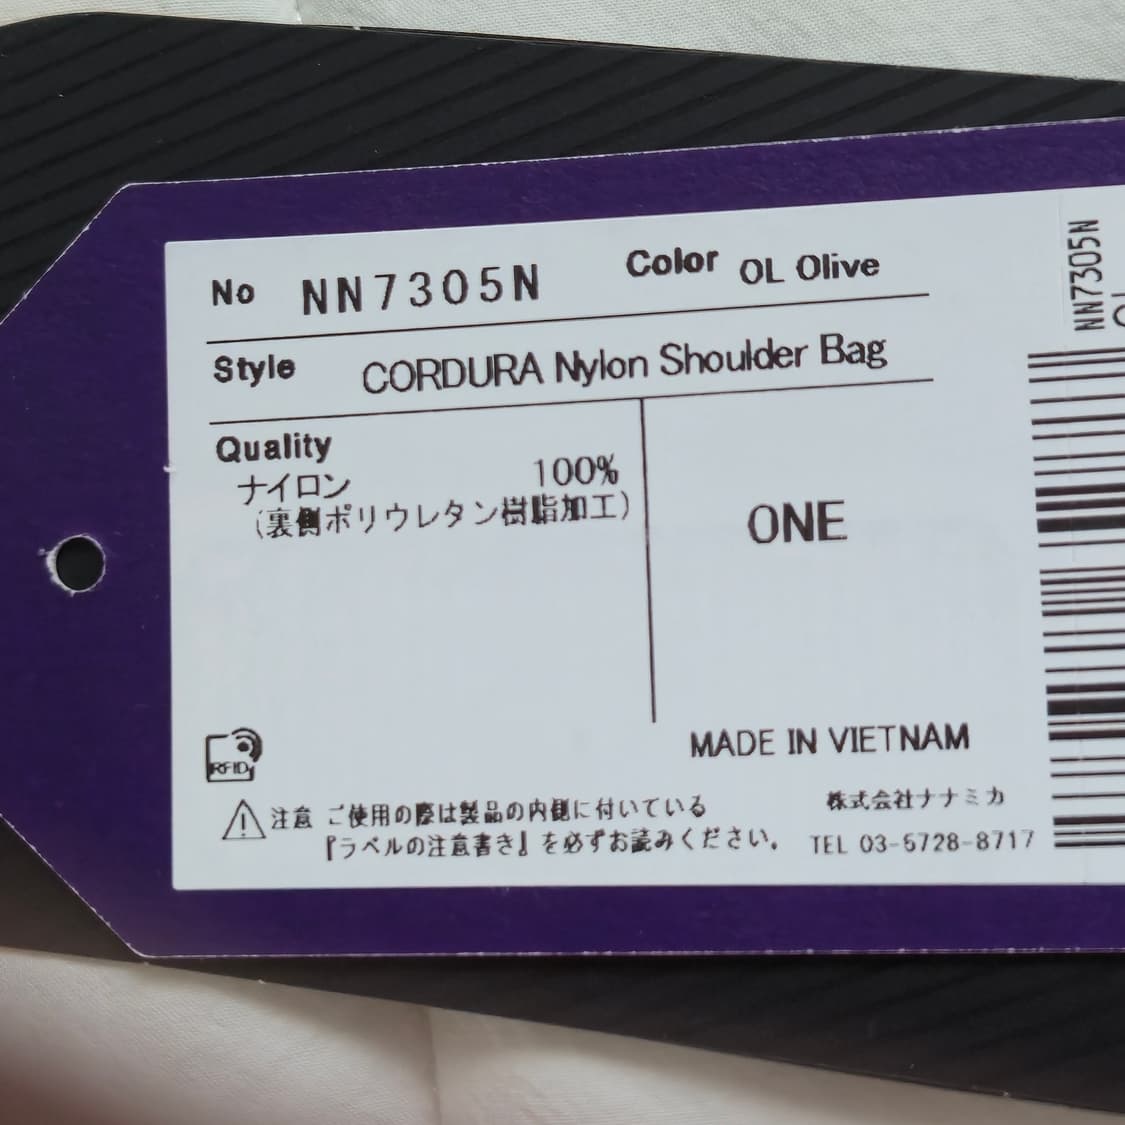 No NN7305N Color OL Olive
Style CORDURA Nylon Shoulder Bag
Quality
ナイロン 100%
(裏側ポリウレタン樹脂加工)
ONE
MADE IN VIETNAM
RFID
注意 ご使用の際は製品の内側に付いている
『ラベルの注意書き』を必ずお読みください。
株式会社ナナミカ
TEL 03-5728-8717
NN7305N